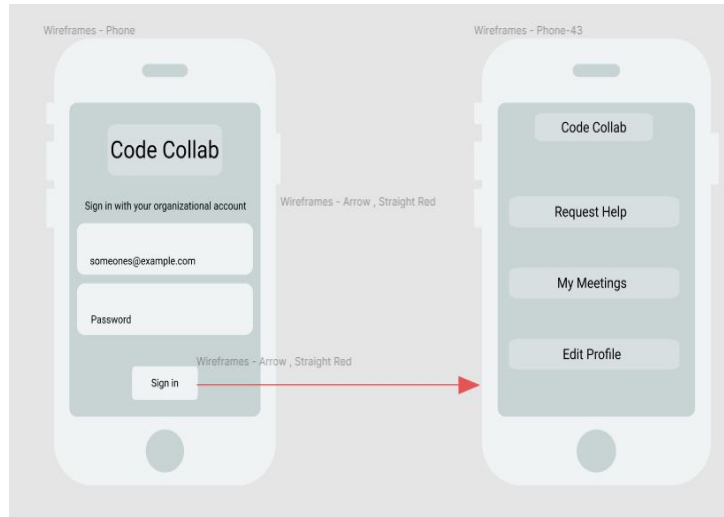 Wireframes - Phone
Code Collab
Sign in with your organizational account
someones@example.com
Password
Sign in
Wireframes - Arrow , Straight Red
Wireframes - Arrow , Straight Red
Wireframes - Phone-43
Code Collab
Request Help
My Meetings
Edit Profile